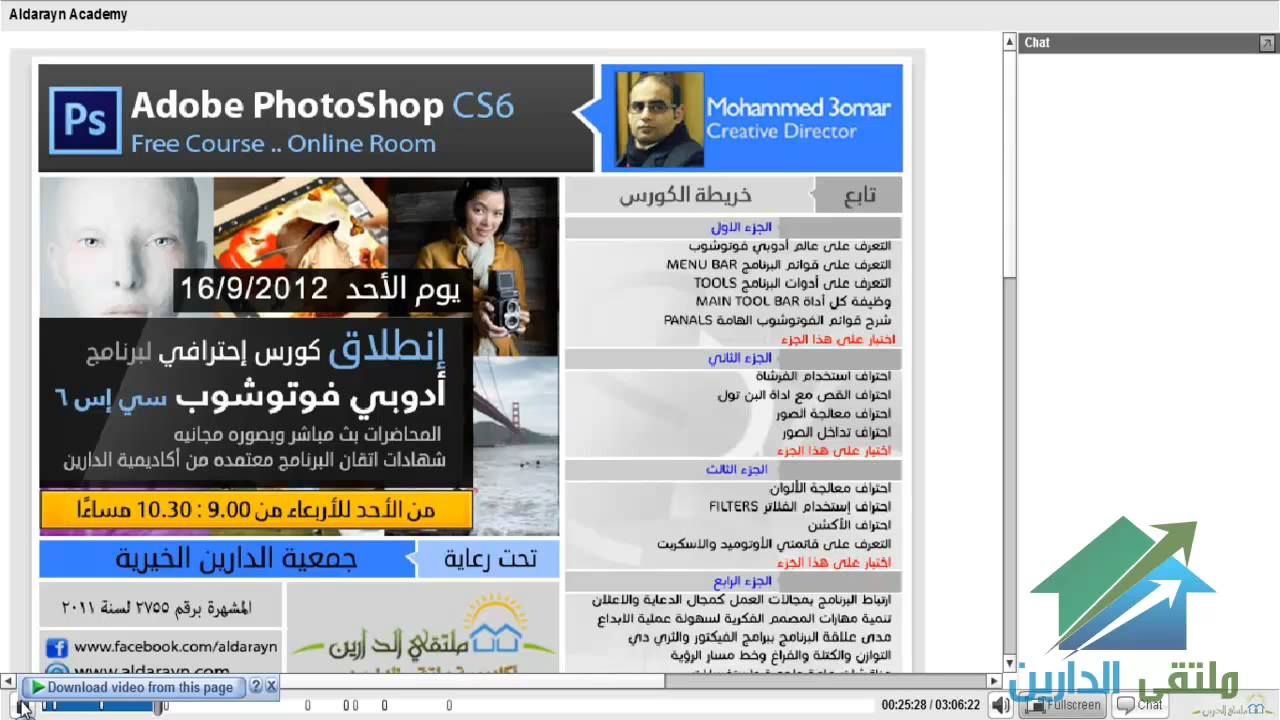 Aldarayn Academy
Chat
Ps
Adobe PhotoShop CS6
Free Course .. Online Room
Mohammed 3omar
Creative Director
يوم الأحد 16/9/2012
إنطلاق كورس إحترافي لبرنامج
أدوبي فوتوشوب سي إس ٦
المحاضرات بث مباشر وبصوره مجانيه
شهادات اتقان البرنامج معتمده من أكاديمية الدارين
من الأحد للأربعاء من 9.00 : 10.30 مساءًا
تحت رعاية
جمعية الدارين الخيرية
المشهرة برقم ٢٧٥٥ لسنة ٢٠١١
www.facebook.com/aldarayn
www.aldarayn.com
ملتقي الدارين
تابع
خريطة الكورس
الجزء الاول
التعرف على عالم أدوبي فوتوشوب
التعرف على قوائم البرنامج MENU BAR
التعرف على أدوات البرنامج TOOLS
وظيفة كل أداة MAIN TOOL BAR
شرح قوائم الفوتوشوب الهامة PANALS
اختبار على هذا الجزء
الجزء الثاني
احتراف استخدام الفرشاة
احتراف القص مع اداة البن تول
احتراف معالجة الصور
احتراف تداخل الصور
اختبار على هذا الجزء
الجزء الثالث
احتراف معالجة الألوان
احتراف إستخدام الفلاتر FILTERS
احتراف الأكشن
التعرف على قائمتي الأوتوميد والاسكربت
اختبار على هذا الجزء
الجزء الرابع
ارتباط البرنامج بمجالات العمل كمجال الدعاية والاعلان
تنمية مهارات المصمم الفكرية لسهولة عملية الابداع
مدى علاقة البرنامج ببرامج الفيكتور والثري دي
التوازن والكتلة والفراغ وخط مسار الرؤية
ملتقى الدارين
Download video from this page
00:25:28 / 03:06:22
Fullscreen
Chat